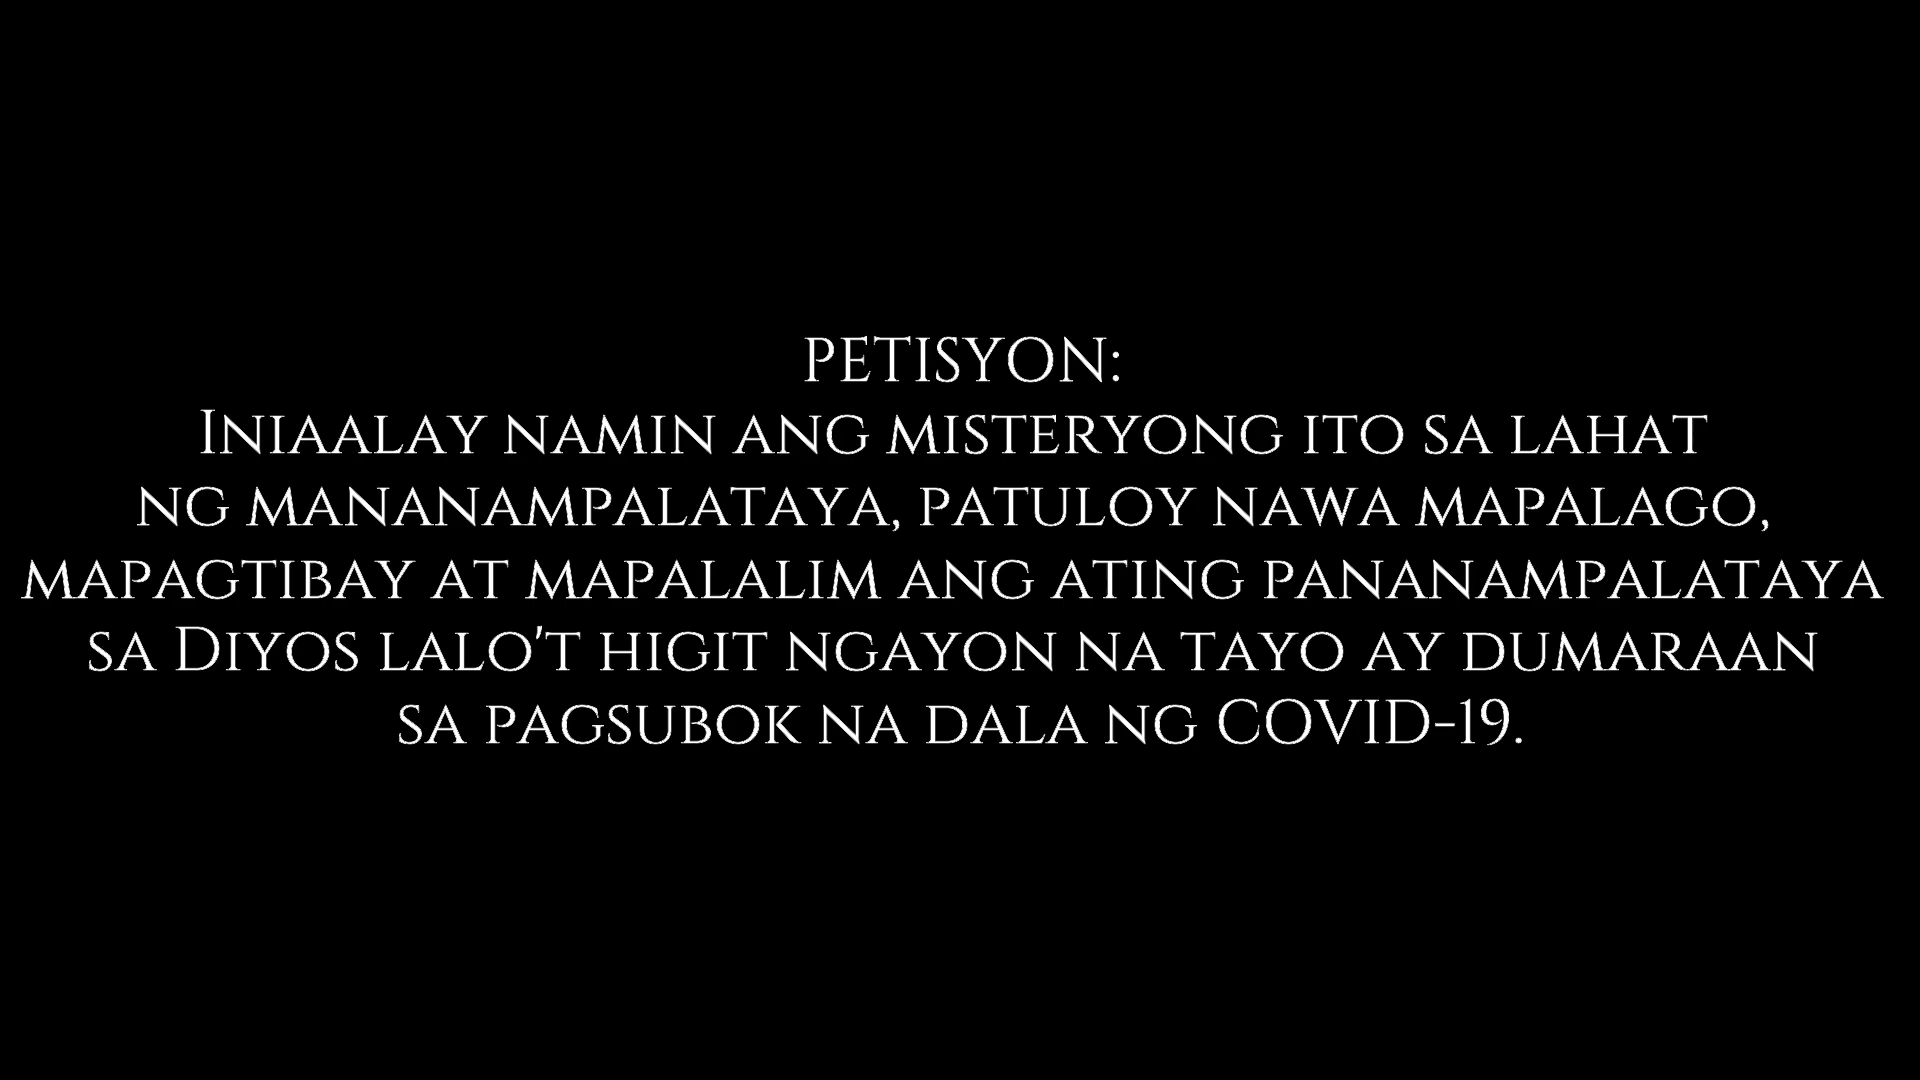 PETISYON:
Iniaalay namin ang misteryong ito sa lahat
ng mananampalataya, patuloy nawa mapalago,
mapagtibay at mapalalim ang ating pananampalataya
sa Diyos lalo't higit ngayon na tayo ay dumaraan
sa pagsubok na dala ng COVID-19.